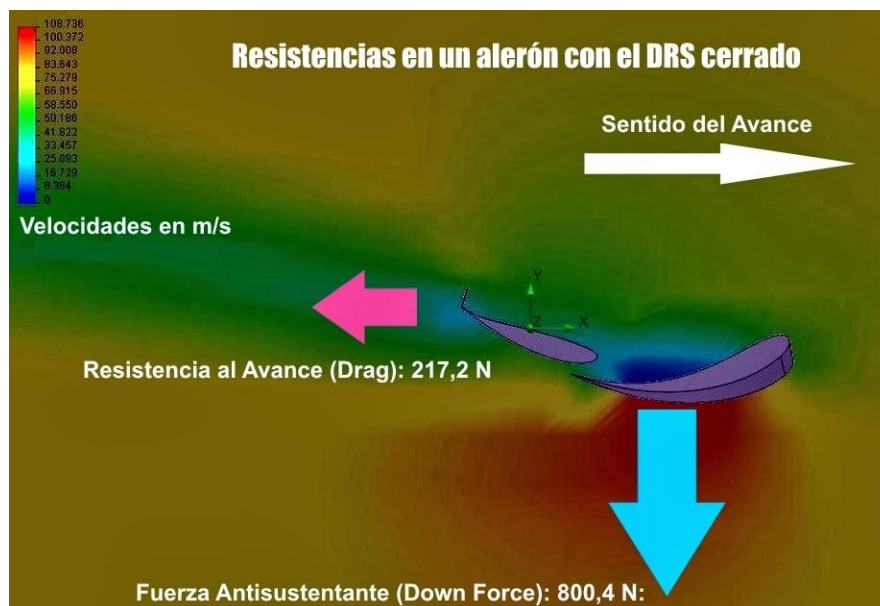 108.736
100.372
92.008
83.643
75.279
66.915
58.550
50.186
41.822
33.457
25.093
16.729
8.364
0
Resistencias en un alerón con el DRS cerrado
Sentido del Avance
Velocidades en m/s
Y
Z X
Resistencia al Avance (Drag): 217,2 N
Fuerza Antisustentante (Down Force): 800,4 N: